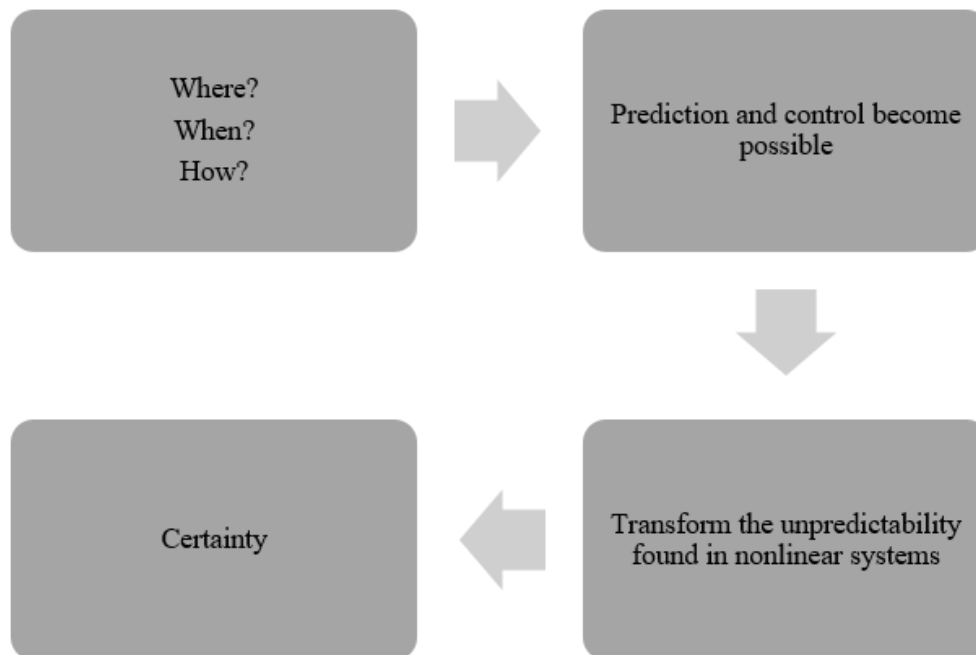 Where?
When?
How?
Prediction and control become
possible
Transform the unpredictability
found in nonlinear systems
Certainty